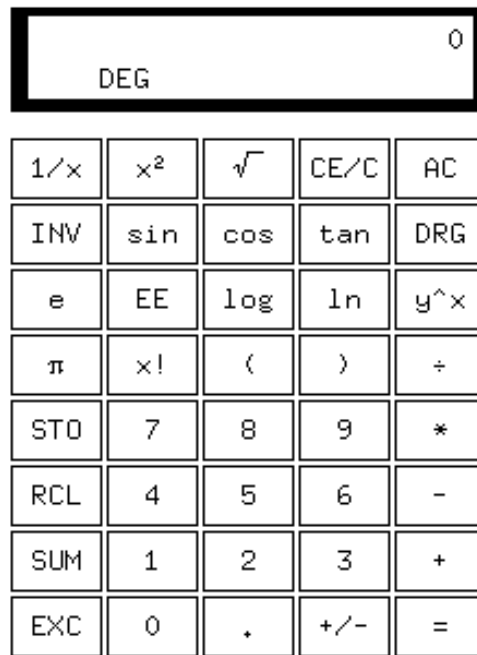 0
DEG
1/x x² √ CE/C AC
INV sin cos tan DRG
e EE log ln y^x
π x! ( ) ÷
STO 7 8 9 *
RCL 4 5 6 -
SUM 1 2 3 +
EXC 0 . +/- =